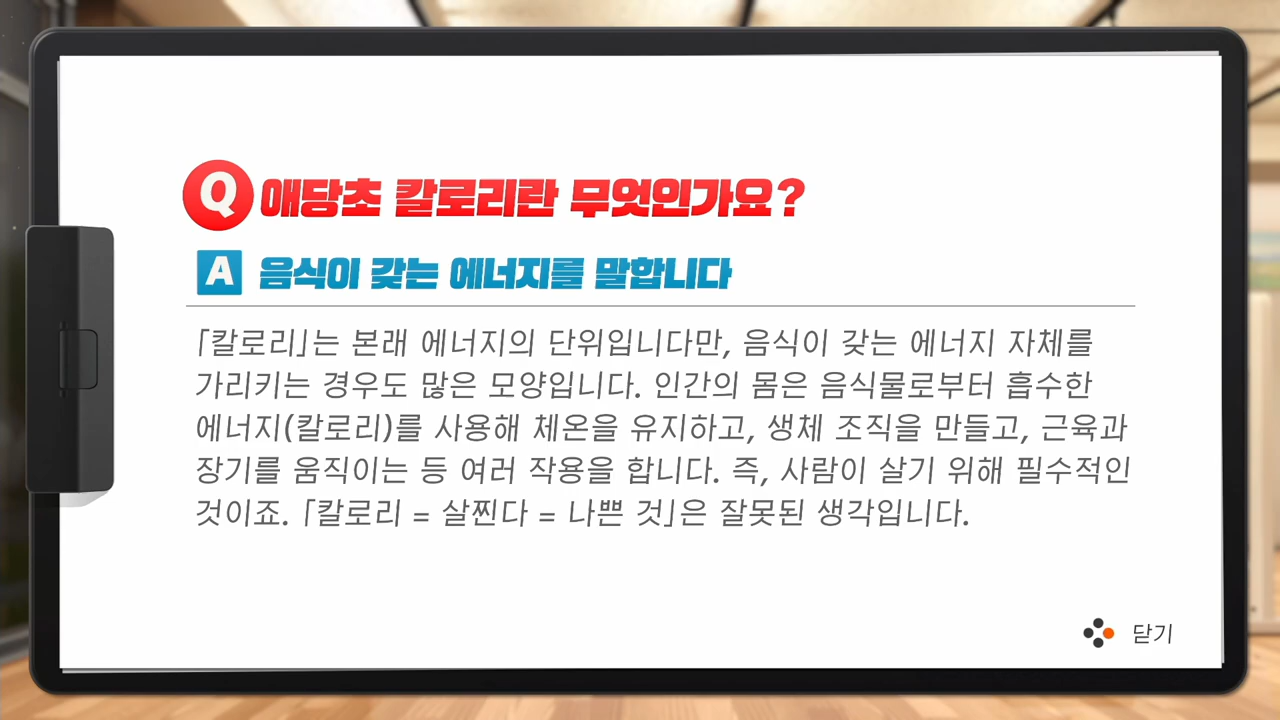 Q 애당초 칼로리란 무엇인가요?
A 음식이 갖는 에너지를 말합니다
「칼로리」는 본래 에너지의 단위입니다만, 음식이 갖는 에너지 자체를
가리키는 경우도 많은 모양입니다. 인간의 몸은 음식물로부터 흡수한
에너지(칼로리)를 사용해 체온을 유지하고, 생체 조직을 만들고, 근육과
장기를 움직이는 등 여러 작용을 합니다. 즉, 사람이 살기 위해 필수적인
것이죠. 「칼로리 = 살찐다 = 나쁜 것」은 잘못된 생각입니다.
닫기